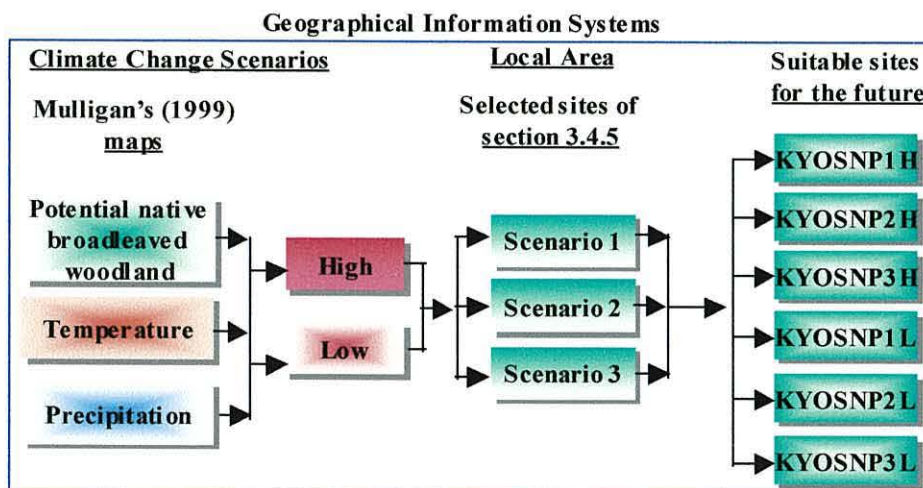 Geographical Information Systems
Climate Change Scenarios
Mulligan's (1999)
maps
Potential native
broadleaved
woodland
Temperature
Precipitation
High
Low
Local Area
Selected sites of
section 3.4.5
Scenario 1
Scenario 2
Scenario 3
Suitable sites
for the future
KYOSNP1H
KYOSNP2H
KYOSNP3H
KYOSNP1L
KYOSNP2L
KYOSNP3L